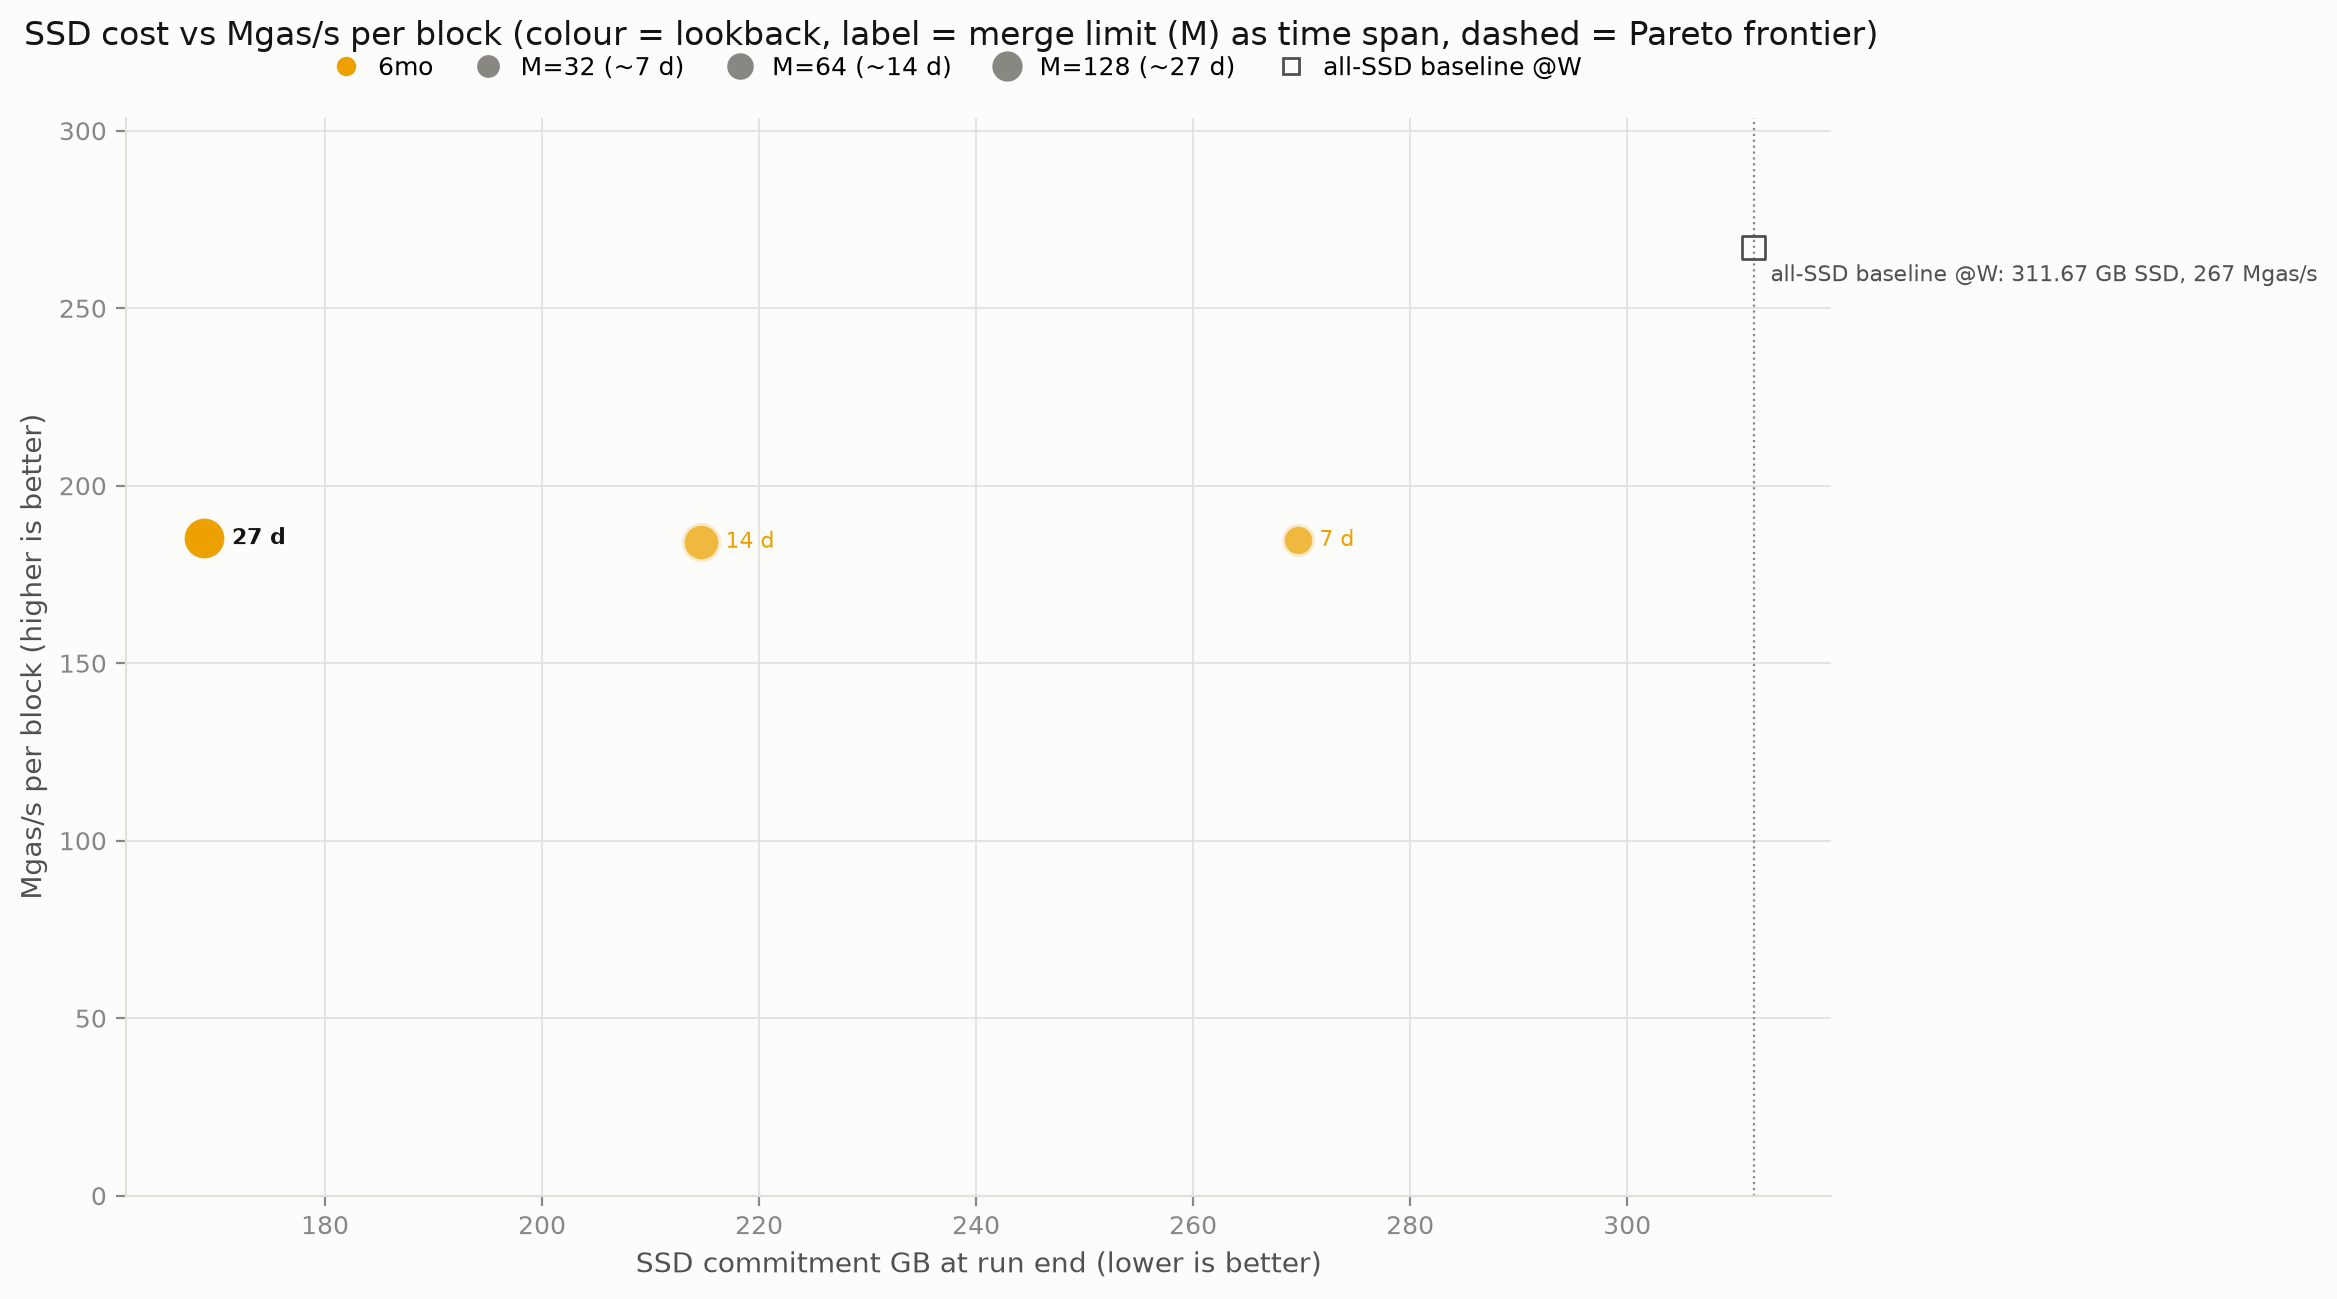 SSD cost vs Mgas/s per block (colour = lookback, label = merge limit (M) as time span, dashed = Pareto frontier)
6mo M=32 (~7 d) M=64 (~14 d) M=128 (~27 d) all-SSD baseline @W
300
all-SSD baseline @W: 311.67 GB SSD, 267 Mgas/s
250
200
27 d 14 d 7 d
150
100
50
0
Mgas/s per block (higher is better)
180 200 220 240 260 280 300
SSD commitment GB at run end (lower is better)